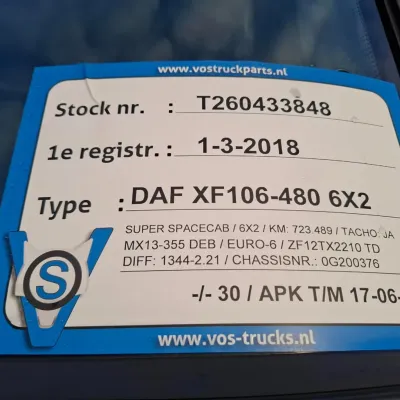 www.vostruckparts.nl
Stock nr. : T260433848
1e registr.: 1-3-2018
Type : DAF XF106-480 6X2
SUPER SPACECAB / 6X2 / KM: 723.489 / TACHO: JA
MX13-355 DEB / EURO-6 / ZF12TX2210 TD
DIFF: 1344-2.21 / CHASSISNR.: 0G200376
-/- 30 / APK T/M 17-06-
S
www.vos-trucks.nl